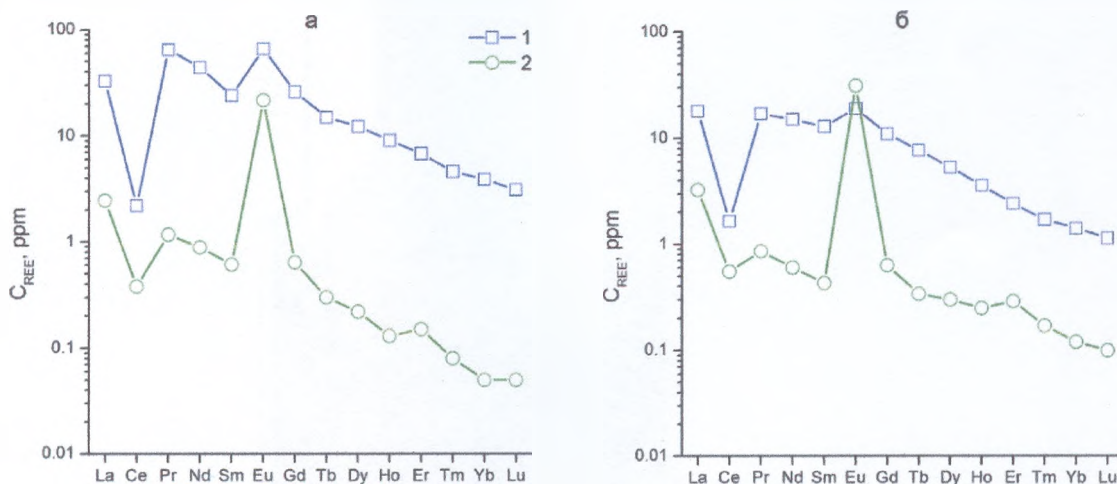 а
100
10
1
0.1
0.01
C_REE, ppm
La Ce Pr Nd Sm Eu Gd Tb Dy Ho Er Tm Yb Lu
1
2
б
100
10
1
0.1
0.01
C_REE, ppm
La Ce Pr Nd Sm Eu Gd Tb Dy Ho Er Tm Yb Lu